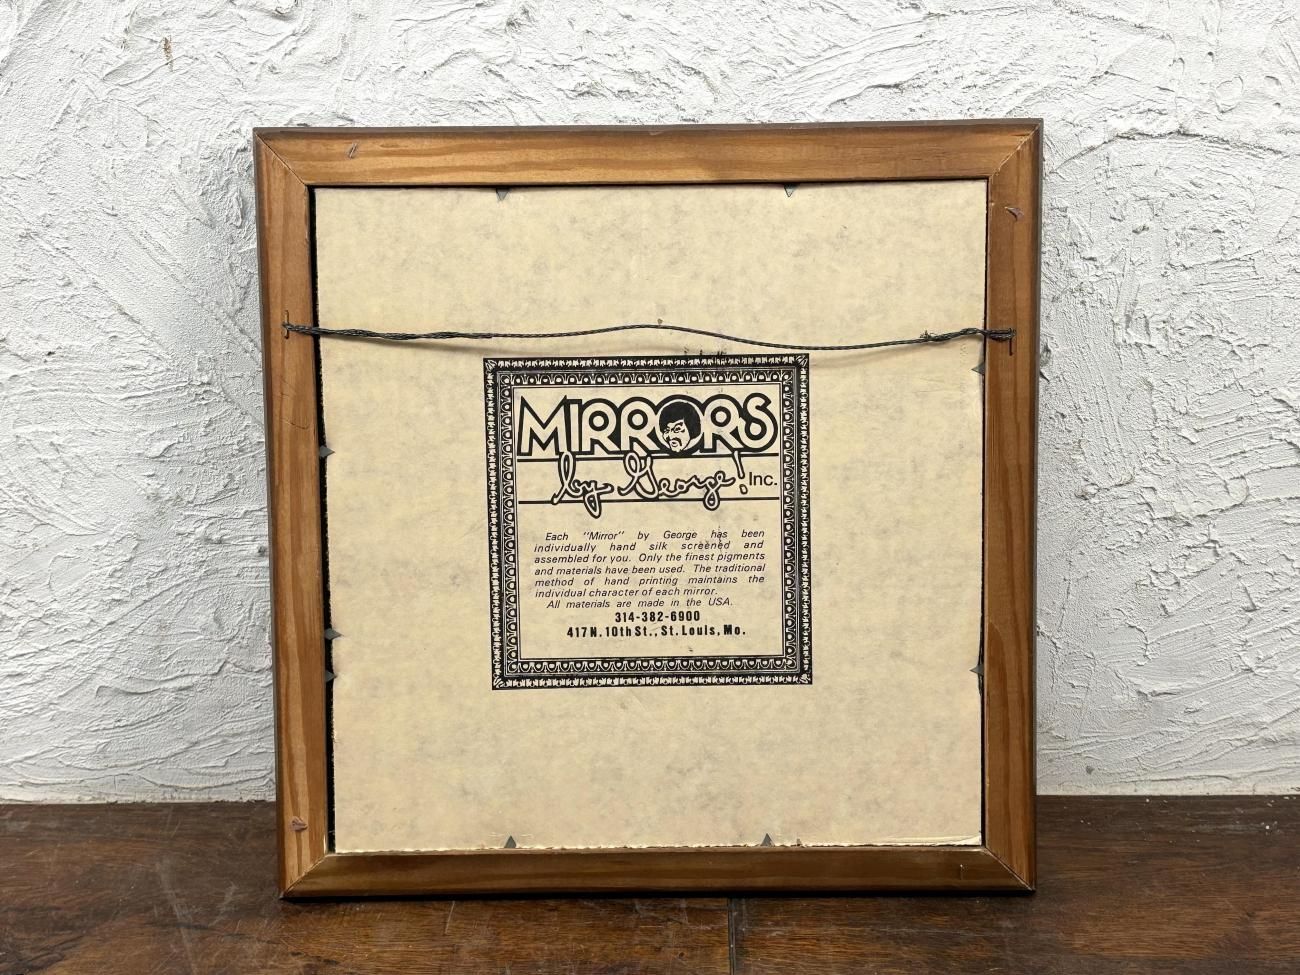 MIRRORS
by George! Inc.
Each "Mirror" by George has been
individually hand silk screened and
assembled for you. Only the finest pigments
and materials have been used. The traditional
method of hand printing maintains the
individual character of each mirror.
All materials are made in the USA.
314-382-6900
417 N. 10th St., St. Louis, Mo.